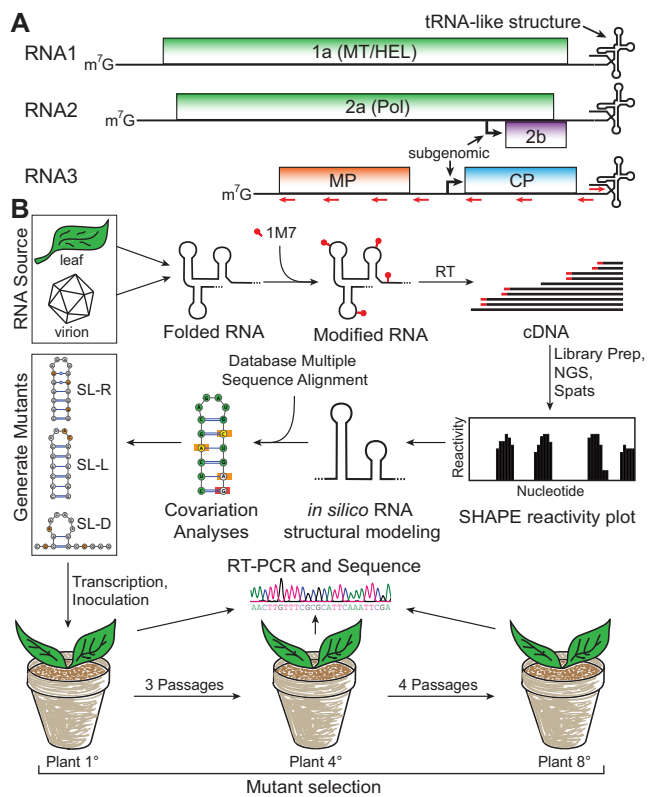 A
tRNA-like structure
RNA1
m7G
1a (MT/HEL)
RNA2
m7G
2a (Pol)
2b
subgenomic
RNA3
m7G
MP
CP
B
RNA Source
leaf
virion
Folded RNA
1M7
Modified RNA
RT
cDNA
Library Prep,
NGS,
Spats
Reactivity
Nucleotide
SHAPE reactivity plot
in silico RNA
structural modeling
Database Multiple
Sequence Alignment
Covariation
Analyses
Generate Mutants
SL-R
SL-L
SL-D
Transcription,
Inoculation
RT-PCR and Sequence
AACTTGTTTCGCGCATTCAAATTCGA
3 Passages
4 Passages
Plant 1°
Plant 4°
Plant 8°
Mutant selection